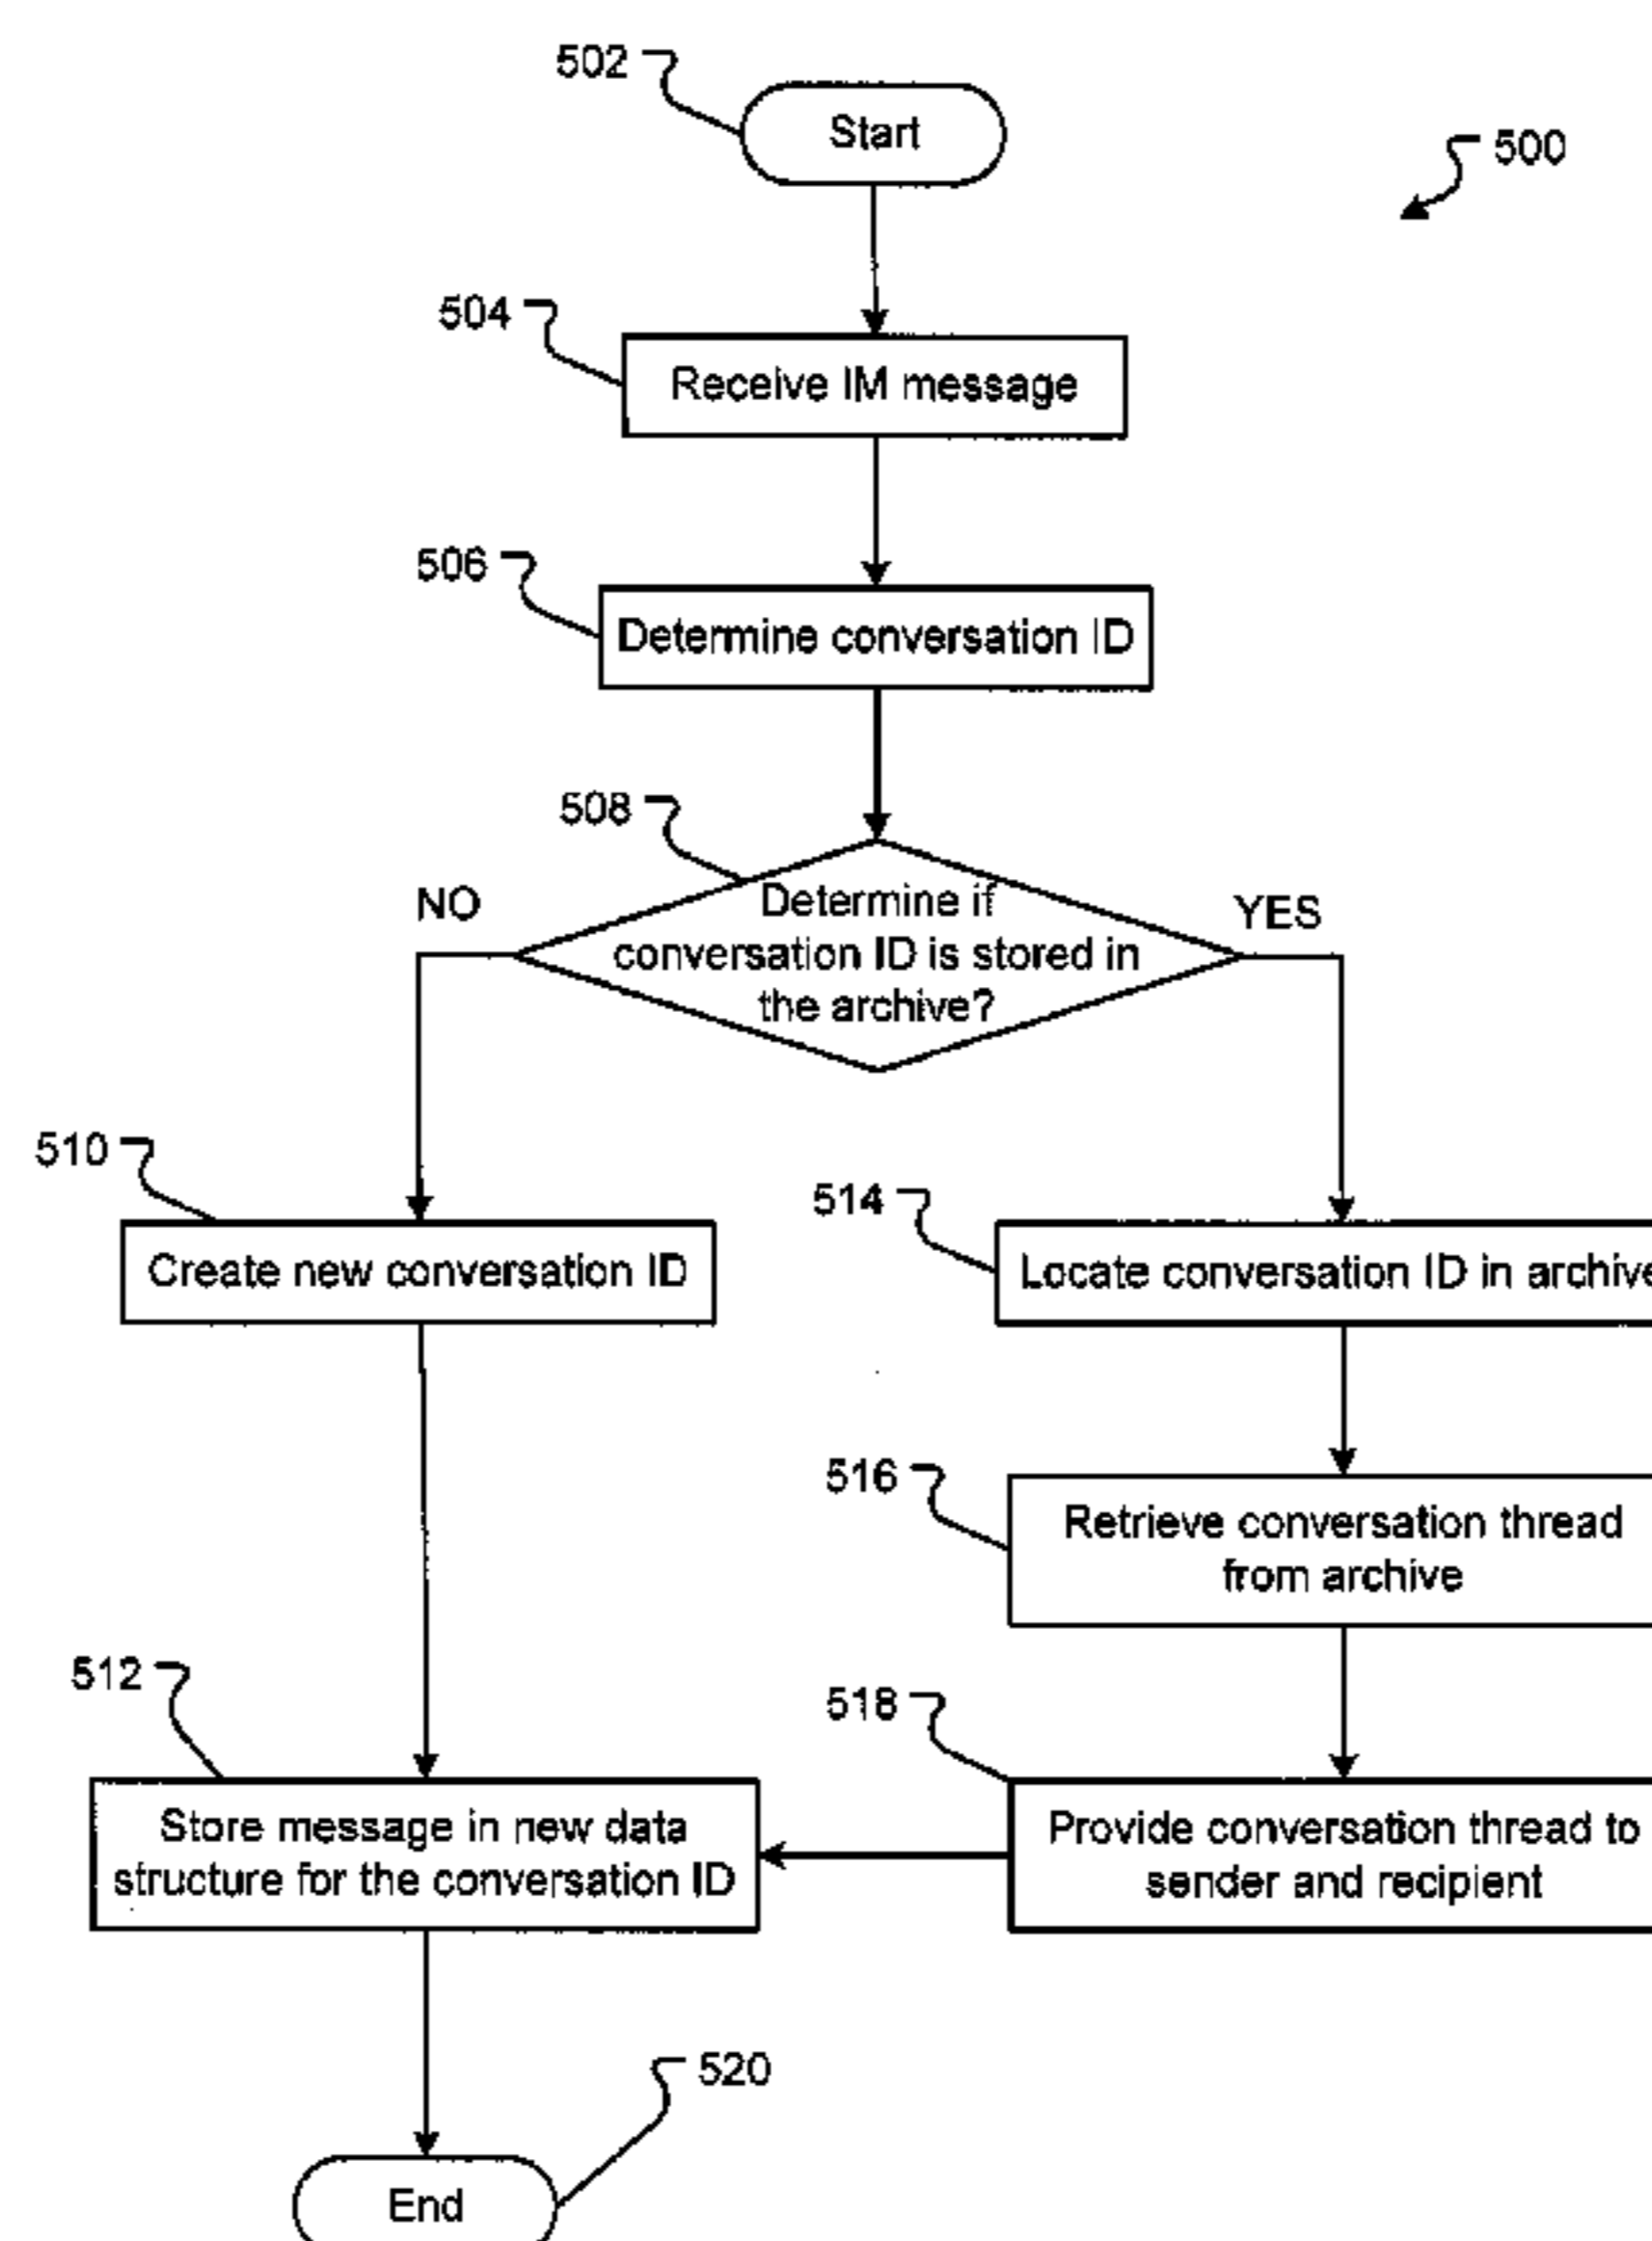 502
Start
500
504
Receive IM message
506
Determine conversation ID
508
NO
Determine if
conversation ID is stored in
the archive?
YES
510
Create new conversation ID
514
Locate conversation ID in archive
516
Retrieve conversation thread
from archive
512
Store message in new data
structure for the conversation ID
518
Provide conversation thread to
sender and recipient
520
End